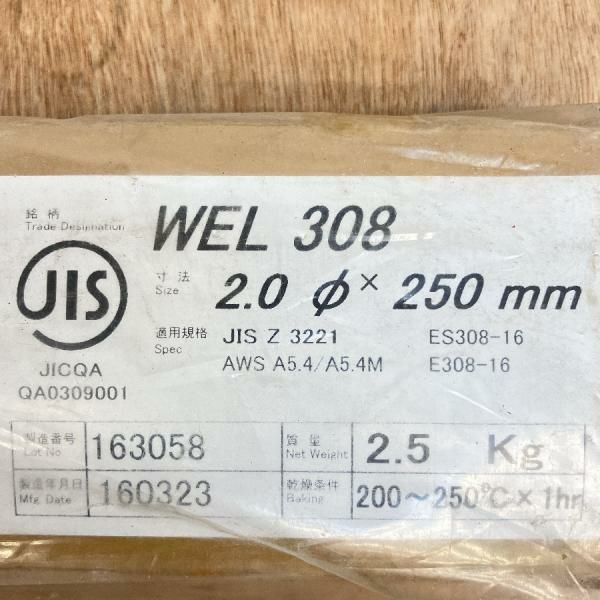 銘柄
Trade Designation
WEL 308
JIS
寸法
Size
2.0 φ × 250 mm
適用規格
Spec
JIS Z 3221 ES308-16
AWS A5.4/A5.4M E308-16
JICQA
QA0309001
製造番号
Lot No
163058
質量
Net Weight
2.5 Kg
製造年月日
Mfg. Date
160323
乾燥条件
Baking
200～250℃×1hr